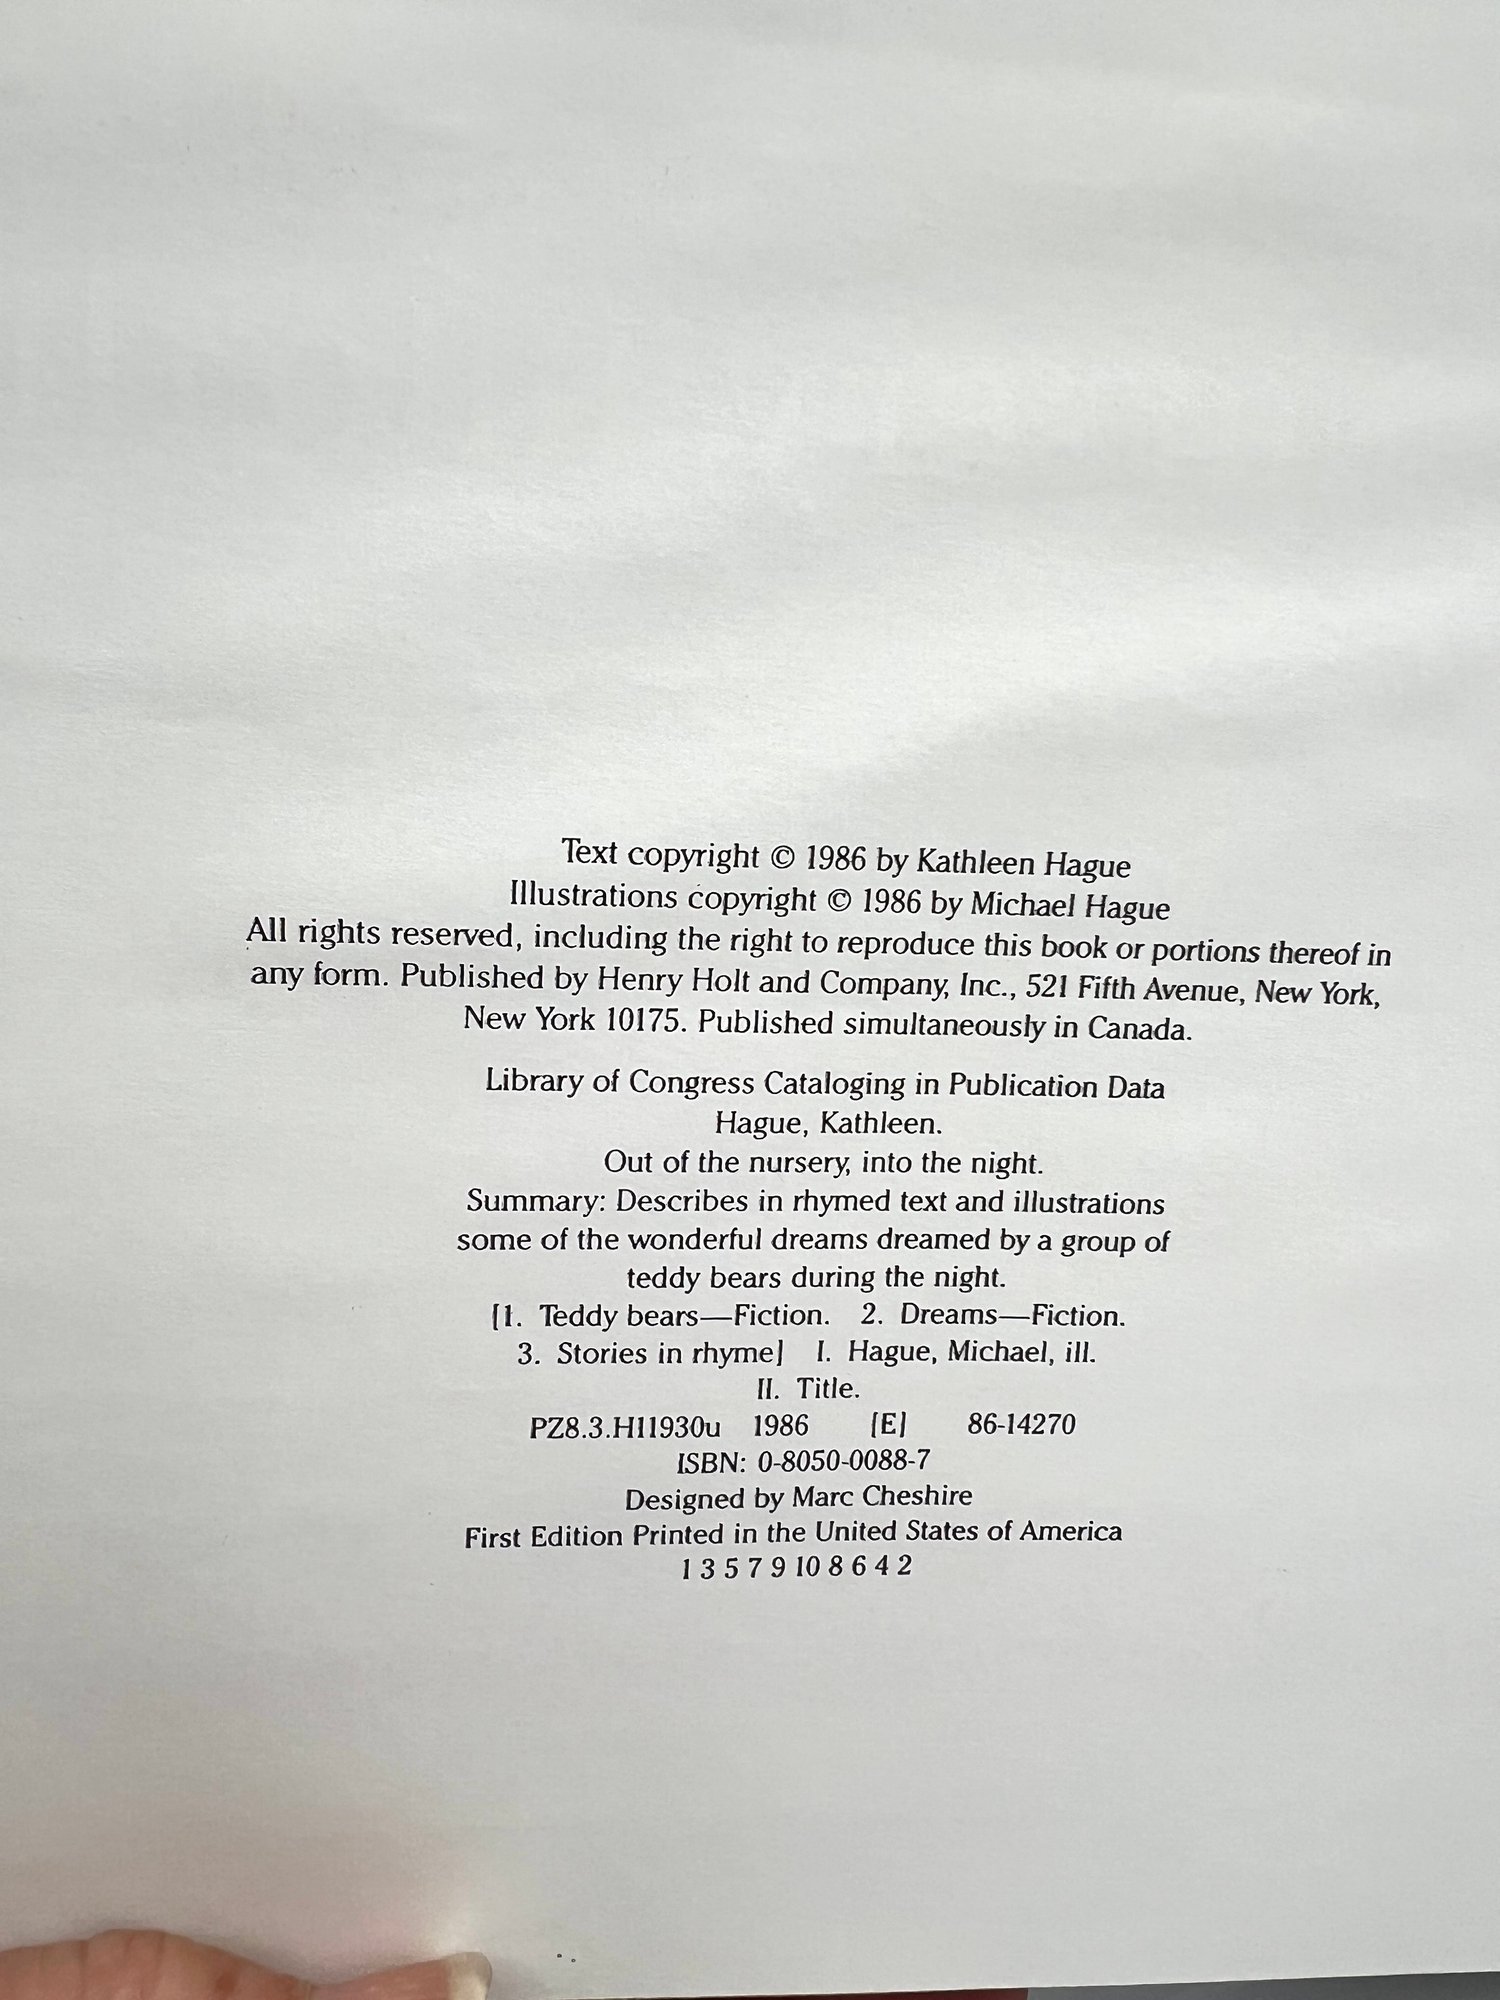 Text copyright © 1986 by Kathleen Hague
Illustrations copyright © 1986 by Michael Hague
All rights reserved, including the right to reproduce this book or portions thereof in
any form. Published by Henry Holt and Company, Inc., 521 Fifth Avenue, New York,
New York 10175. Published simultaneously in Canada.
Library of Congress Cataloging in Publication Data
Hague, Kathleen.
Out of the nursery, into the night.
Summary: Describes in rhymed text and illustrations
some of the wonderful dreams dreamed by a group of
teddy bears during the night.
[1. Teddy bears—Fiction. 2. Dreams—Fiction.
3. Stories in rhyme] I. Hague, Michael, ill.
II. Title.
PZ8.3.H11930u 1986 [E] 86-14270
ISBN: 0-8050-0088-7
Designed by Marc Cheshire
First Edition Printed in the United States of America
1 3 5 7 9 10 8 6 4 2